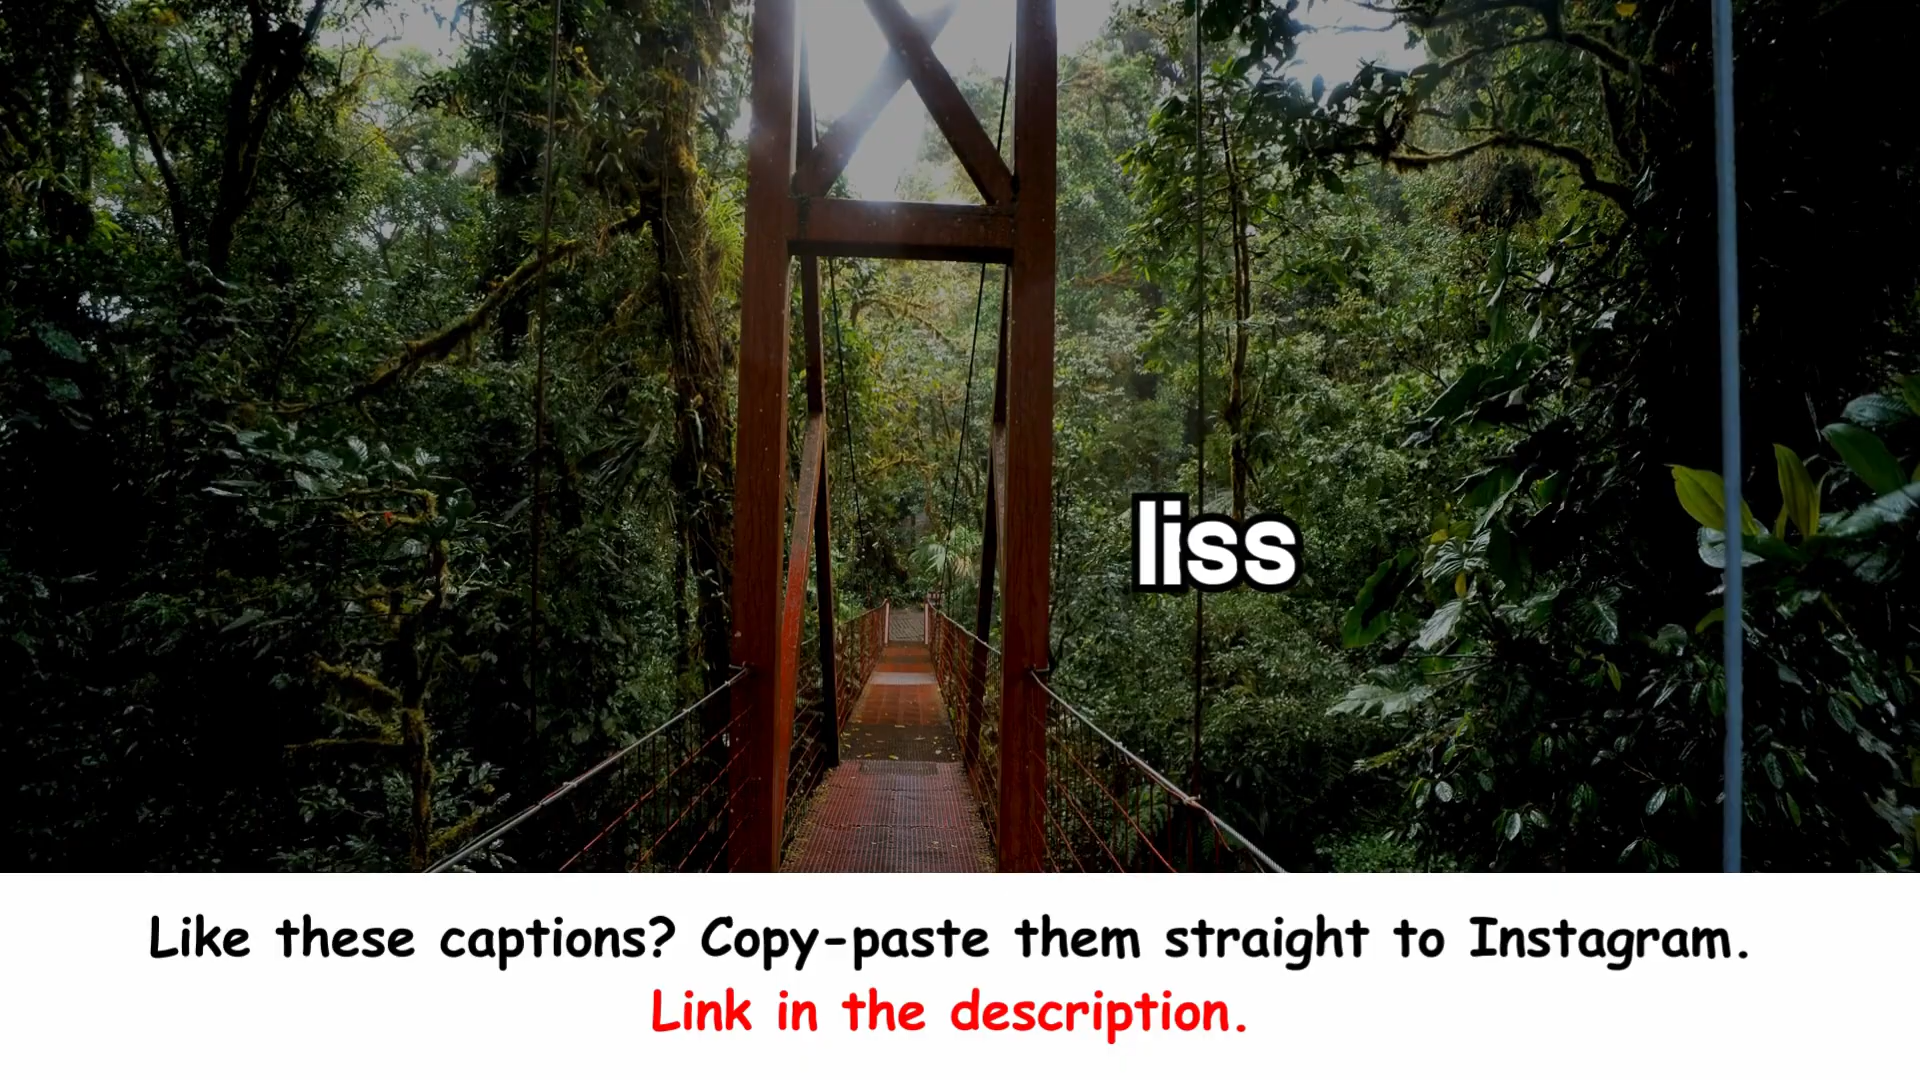 liss
Like these captions? Copy-paste them straight to Instagram.
Link in the description.